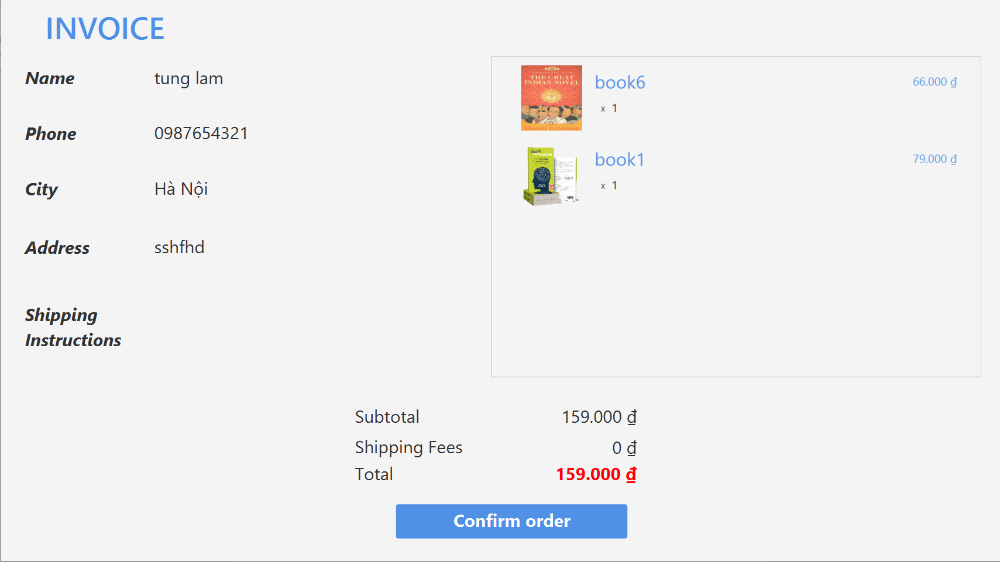 INVOICE
Name tung lam
Phone 0987654321
City Hà Nội
Address sshfhd
Shipping
Instructions
THE GREAT
INDIAN NOVEL
SHASHI THAROOR
book6 66.000 ₫
x 1
book1 79.000 ₫
x 1
Subtotal 159.000 ₫
Shipping Fees 0 ₫
Total 159.000 ₫
Confirm order